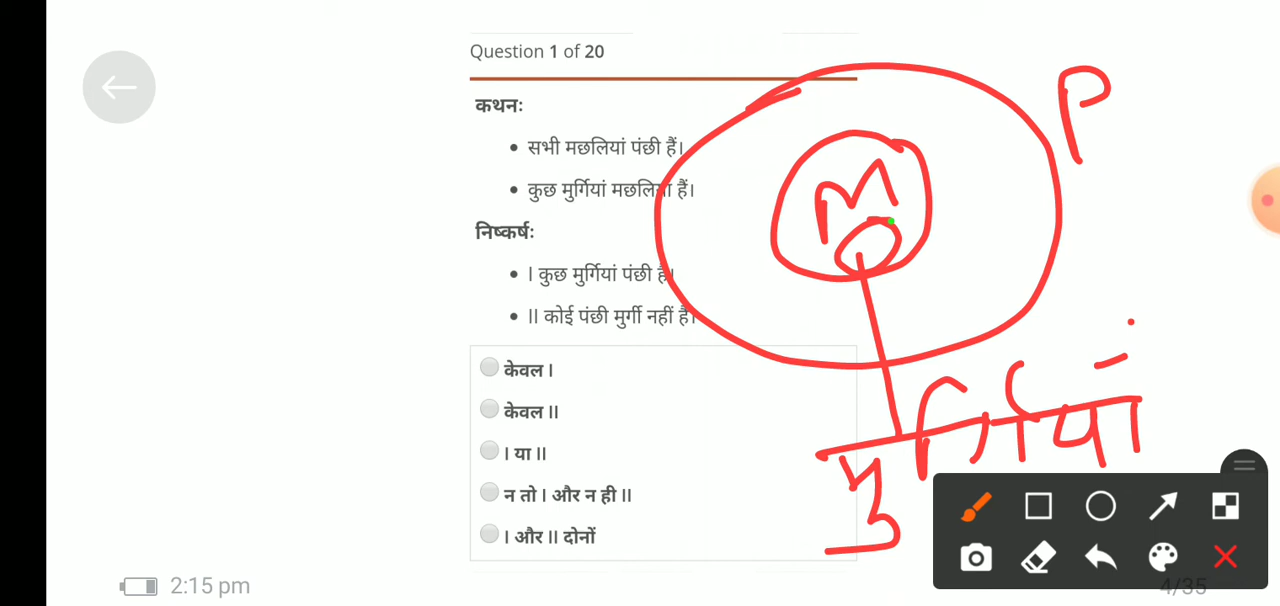 Question 1 of 20
कथन:
सभी मछलियां पंछी हैं।
कुछ मुर्गियां मछलियां हैं।
निष्कर्ष:
I कुछ मुर्गियां पंछी हैं।
II कोई पंछी मुर्गी नहीं हैं।
केवल I
केवल II
I या II
न तो I और न ही II
I और II दोनों
P
M
मुर्गियां
2:15 pm
4/35